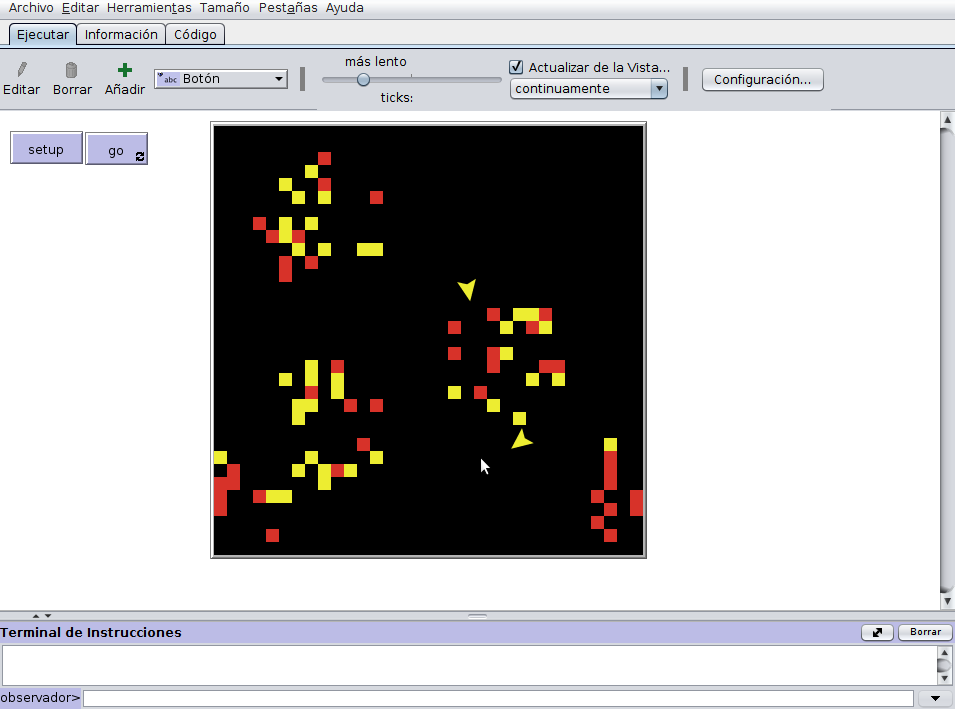 Archivo Editar Herramientas Tamaño Pestañas Ayuda
Ejecutar Información Código
más lento
Editar Borrar Añadir abc Botón
Actualizar de la Vista...
continuamente
Configuración...
ticks:
setup go
Terminal de Instrucciones
Borrar
observador>